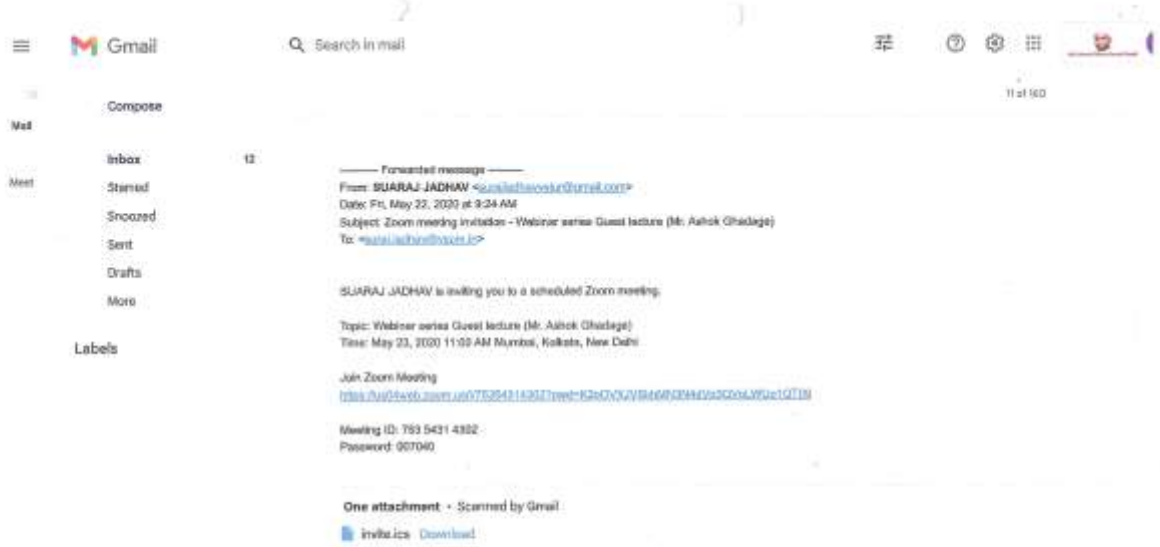 Gmail
Search in mail
11 of 160
Compose
Mail
Inbox 12
Meet
Starred
Snoozed
Sent
Drafts
More
Labels
---------- Forwarded message ----------
From: SUARAJ JADHAV
Date: Fri, May 22, 2020 at 9:24 AM
Subject: Zoom meeting invitation - Webinar series Guest lecture (Mr. Ashok Ghadage)
To:
SUARAJ JADHAV is inviting you to a scheduled Zoom meeting.
Topic: Webinar series Guest lecture (Mr. Ashok Ghadage)
Time: May 23, 2020 11:00 AM Mumbai, Kolkata, New Delhi
Join Zoom Meeting
Meeting ID: 753 5431 4302
Password: 007040
One attachment • Scanned by Gmail
invite.ics Download